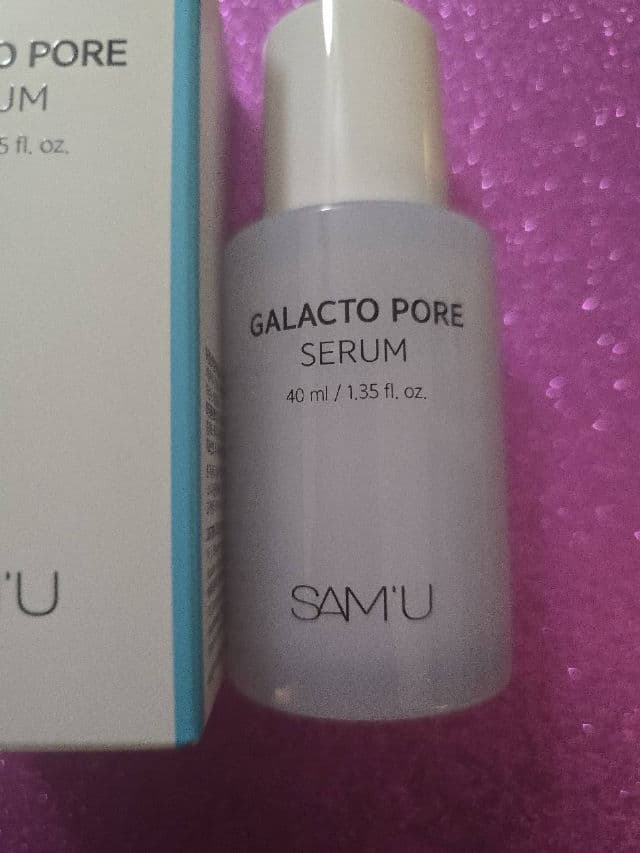 O PORE
UM
5 fl. oz.
'U
GALACTO PORE
SERUM
40 ml / 1.35 fl. oz.
SAM'U